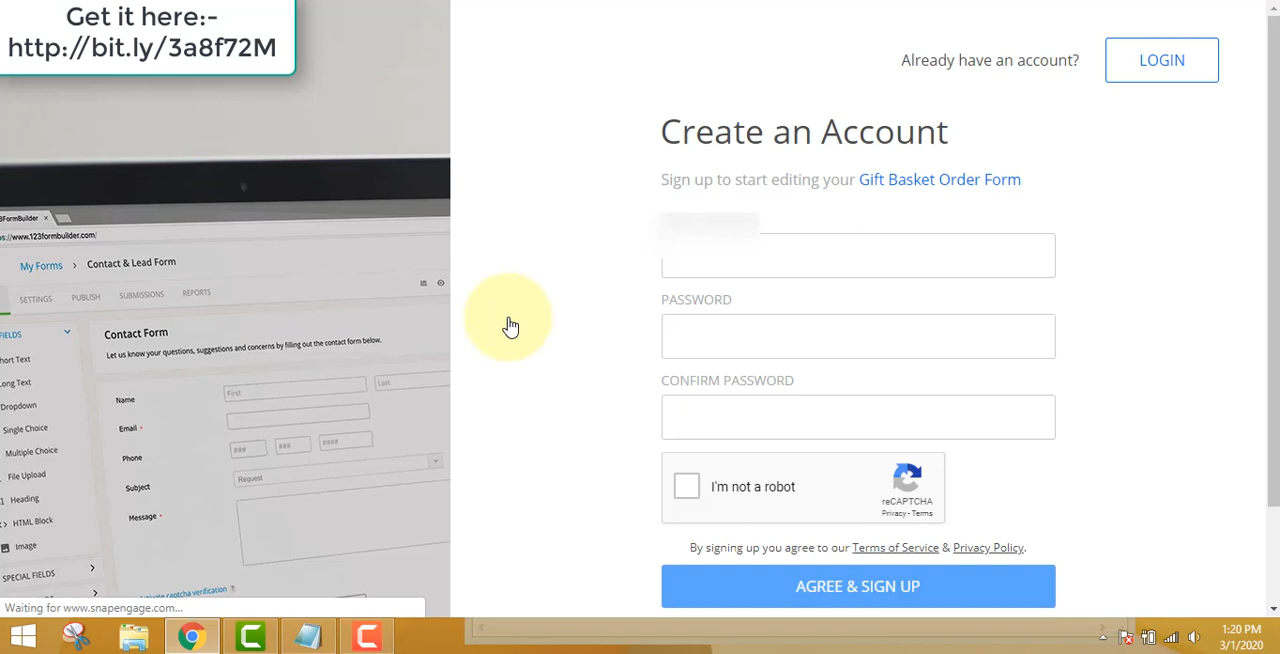 Get it here:-
http://bit.ly/3a8f72M
Already have an account?
LOGIN
Create an Account
Sign up to start editing your Gift Basket Order Form
PASSWORD
CONFIRM PASSWORD
I'm not a robot
reCAPTCHA
Privacy - Terms
By signing up you agree to our Terms of Service & Privacy Policy.
AGREE & SIGN UP
123FormBuilder
https://www.123formbuilder.com/
My Forms > Contact & Lead Form
SETTINGS PUBLISH SUBMISSIONS REPORTS
FIELDS
Short Text
Long Text
Dropdown
Single Choice
Multiple Choice
File Upload
Heading
HTML Block
Image
SPECIAL FIELDS
Contact Form
Let us know your questions, suggestions and concerns by filling out the contact form below.
Name
First
Last
Email *
Phone
###
###
####
Subject
Request
Message *
captcha verification ?
Waiting for www.snapengage.com...
1:20 PM
3/1/2020